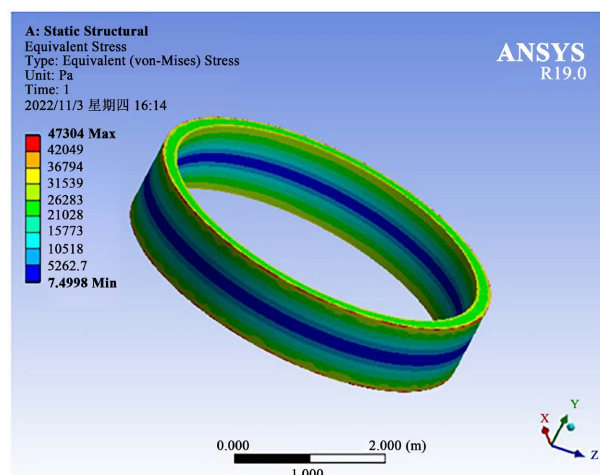 A: Static Structural
Equivalent Stress
Type: Equivalent (von-Mises) Stress
Unit: Pa
Time: 1
2022/11/3 星期四 16:14
ANSYS
R19.0
47304 Max
42049
36794
31539
26283
21028
15773
10518
5262.7
7.4998 Min
0.000
2.000 (m)
1.000
X
Y
Z